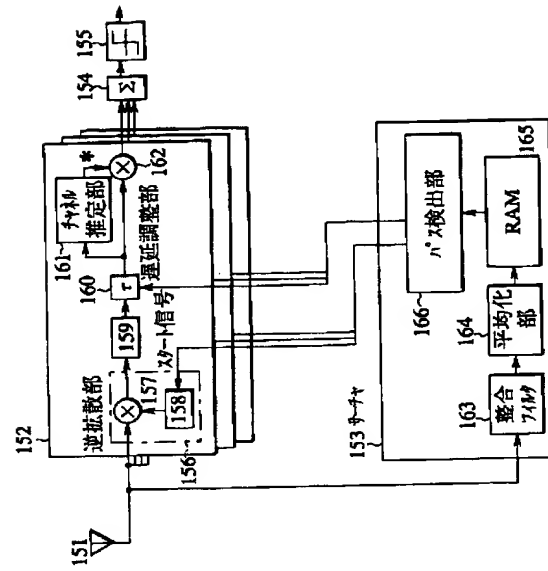 151
152
逆拡散部
157
158
156
159
スタート信号
160
τ
遅延調整部
161
チャネル
推定部
*
162
154
Σ
155
153 サーチャ
163
整合
フィルタ
164
平均化
部
165
RAM
166
パス検出部